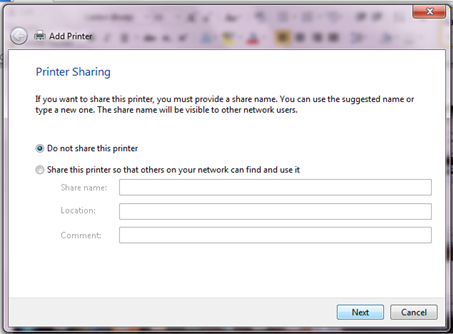 Add Printer
Printer Sharing
If you want to share this printer, you must provide a share name. You can use the suggested name or
type a new one. The share name will be visible to other network users.
Do not share this printer
Share this printer so that others on your network can find and use it
Share name:
Location:
Comment:
Next
Cancel